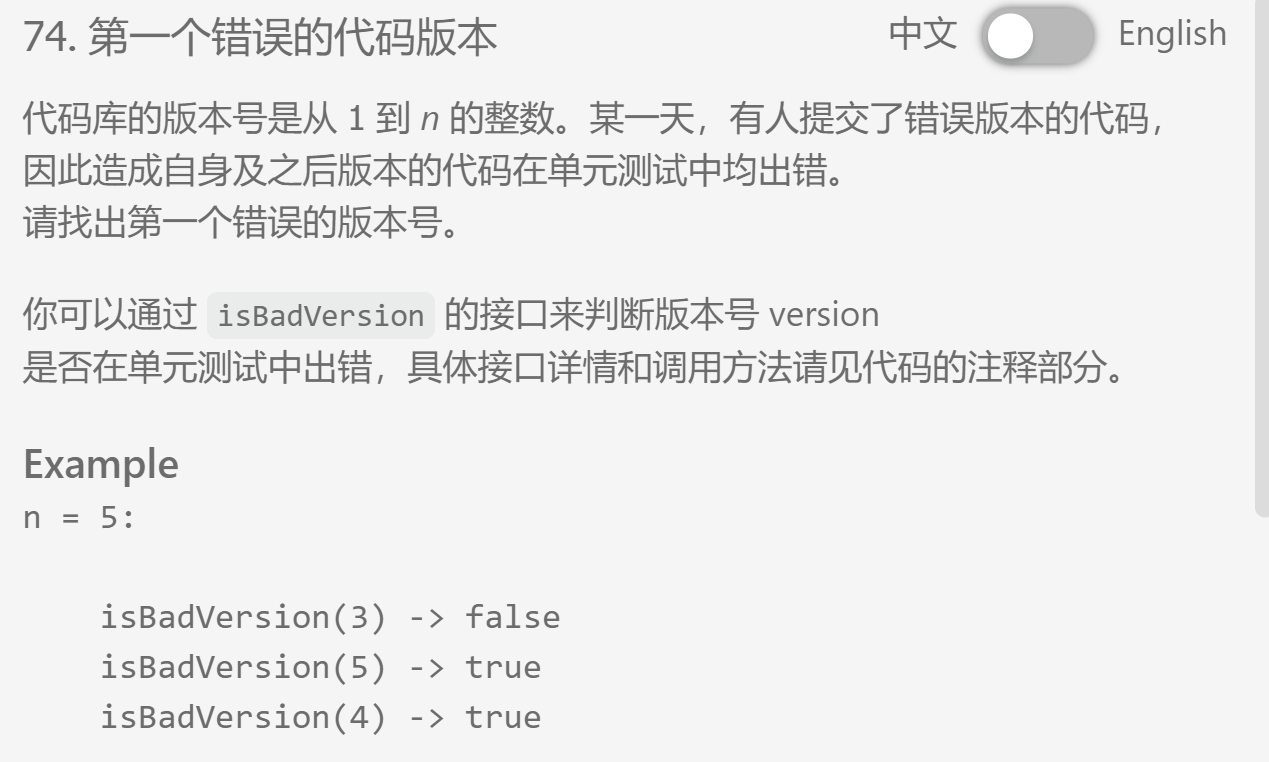 74. 第一个错误的代码版本
中文 English
代码库的版本号是从 1 到 n 的整数。某一天，有人提交了错误版本的代码，
因此造成自身及之后版本的代码在单元测试中均出错。
请找出第一个错误的版本号。
你可以通过 isBadVersion 的接口来判断版本号 version
是否在单元测试中出错，具体接口详情和调用方法请见代码的注释部分。
Example
n = 5:
isBadVersion(3) -> false
isBadVersion(5) -> true
isBadVersion(4) -> true